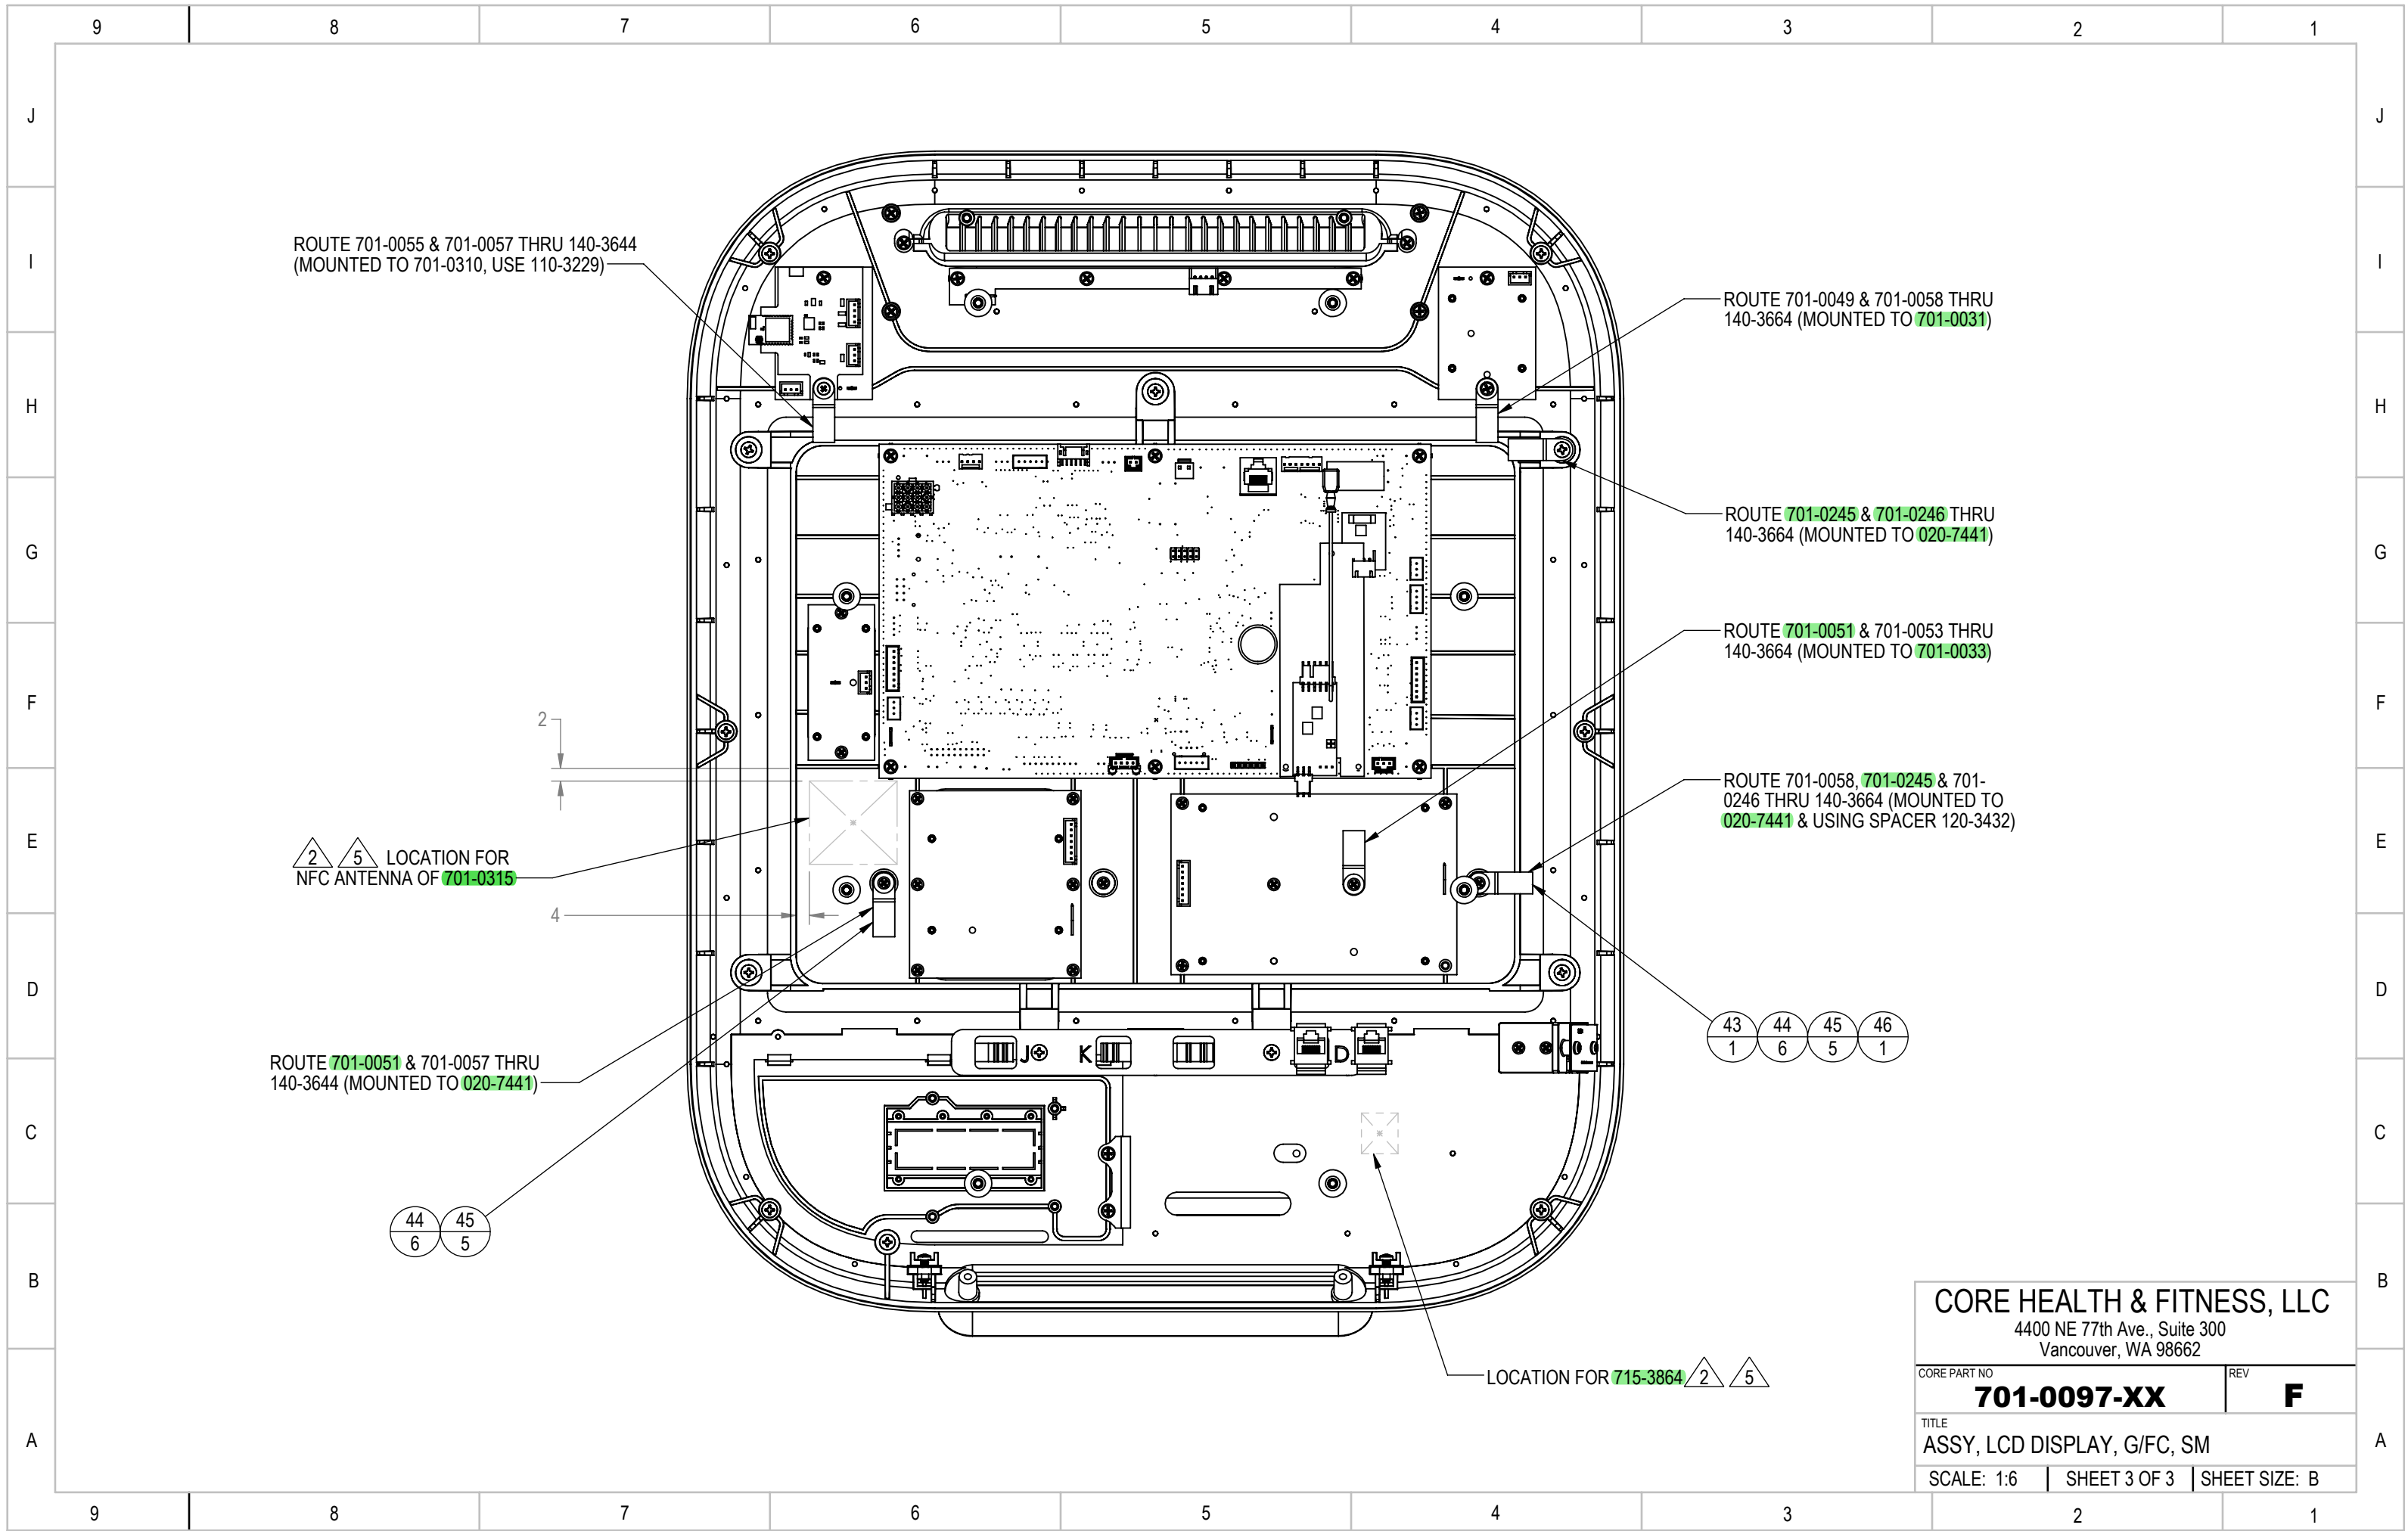 9 8 7 6 5 4 3 2 1
J J
ROUTE 701-0055 & 701-0057 THRU 140-3644
(MOUNTED TO 701-0310, USE 110-3229)
I I
ROUTE 701-0049 & 701-0058 THRU
140-3664 (MOUNTED TO 701-0031)
H H
ROUTE 701-0245 & 701-0246 THRU
140-3664 (MOUNTED TO 020-7441)
G G
ROUTE 701-0051 & 701-0053 THRU
140-3664 (MOUNTED TO 701-0033)
F F
2
ROUTE 701-0058, 701-0245 & 701-
0246 THRU 140-3664 (MOUNTED TO
020-7441 & USING SPACER 120-3432)
E E
2 5 LOCATION FOR
NFC ANTENNA OF 701-0315
4
D D
43 44 45 46
1 6 5 1
J K D
ROUTE 701-0051 & 701-0057 THRU
140-3644 (MOUNTED TO 020-7441)
C C
44 45
6 5
B B
LOCATION FOR 715-3864 2 5
A A
CORE HEALTH & FITNESS, LLC
4400 NE 77th Ave., Suite 300
Vancouver, WA 98662
CORE PART NO REV
701-0097-XX F
TITLE
ASSY, LCD DISPLAY, G/FC, SM
SCALE: 1:6 SHEET 3 OF 3 SHEET SIZE: B
9 8 7 6 5 4 3 2 1